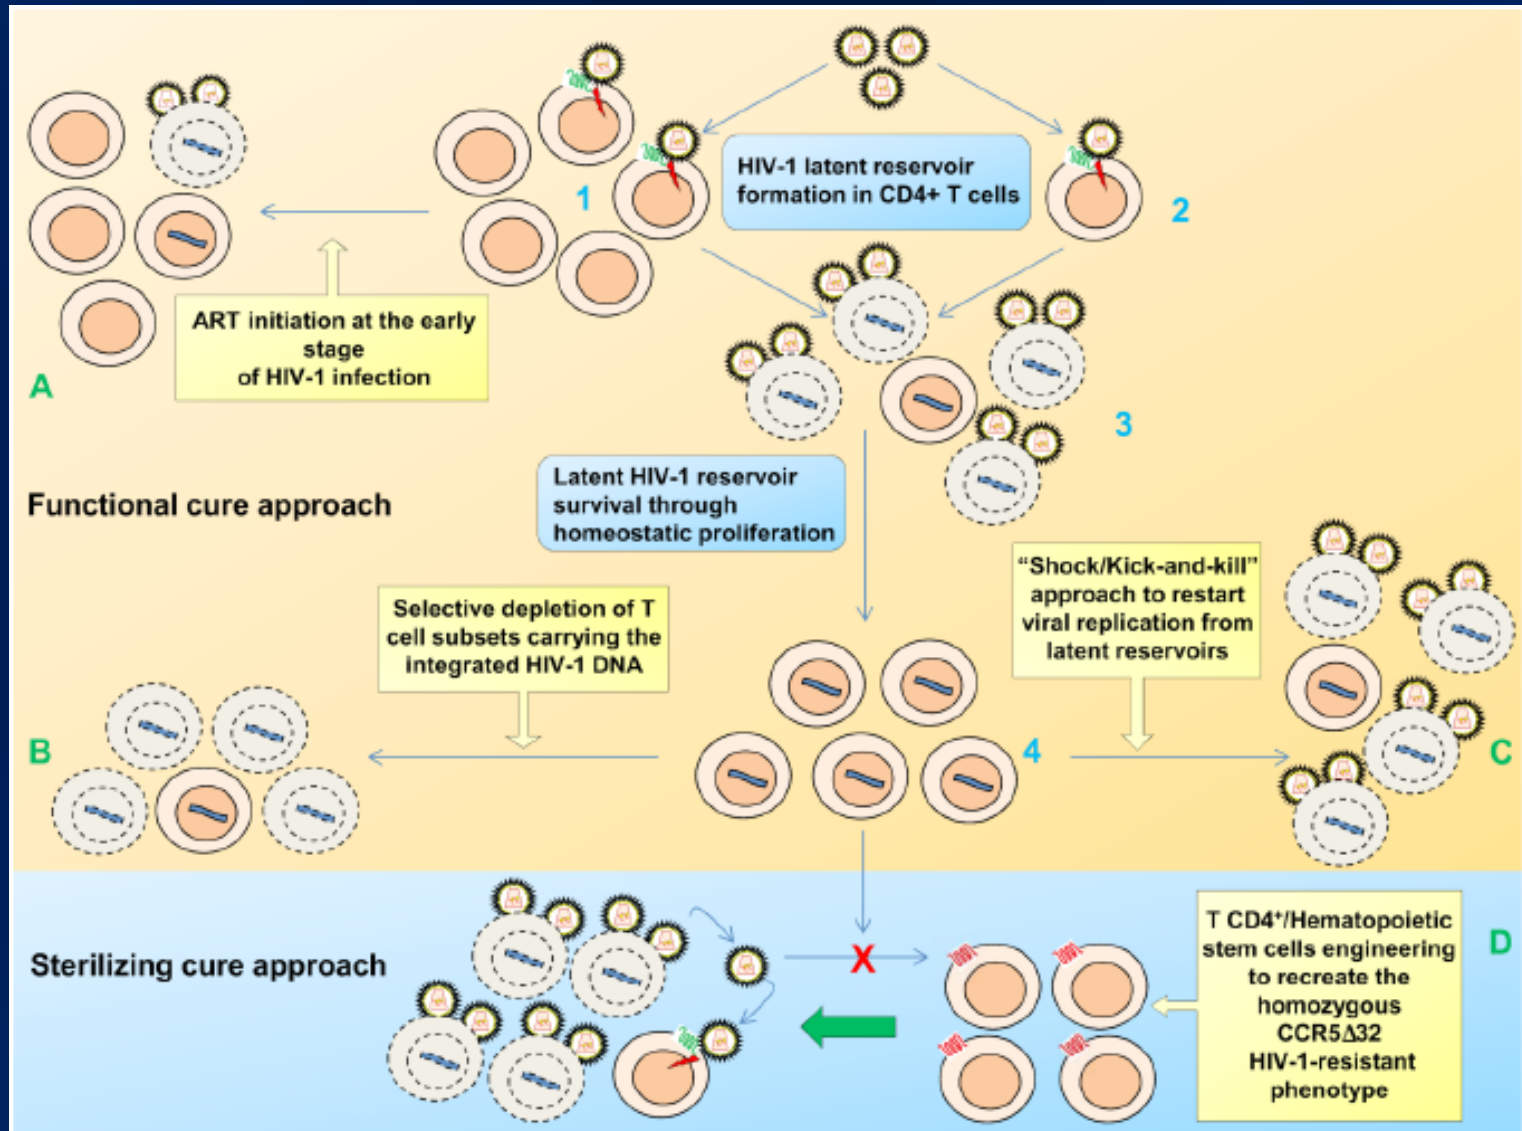 1
HIV-1 latent reservoir
formation in CD4+ T cells
2
ART initiation at the early
stage
of HIV-1 infection
A
3
Functional cure approach
Latent HIV-1 reservoir
survival through
homeostatic proliferation
Selective depletion of T
cell subsets carrying the
integrated HIV-1 DNA
"Shock/Kick-and-kill"
approach to restart
viral replication from
latent reservoirs
B
4
C
Sterilizing cure approach
X
T CD4⁺/Hematopoietic
stem cells engineering
to recreate the
homozygous
CCR5Δ32
HIV-1-resistant
phenotype
D